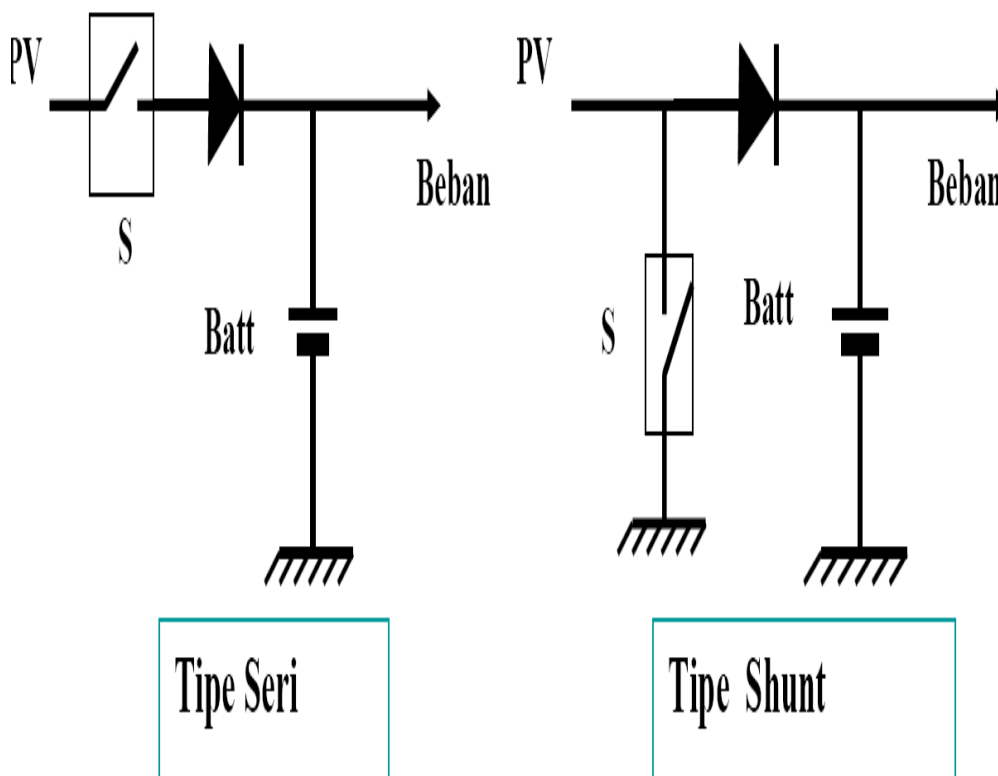 PV
S
Beban
Batt
Tipe Seri
PV
S
Batt
Beban
Tipe Shunt